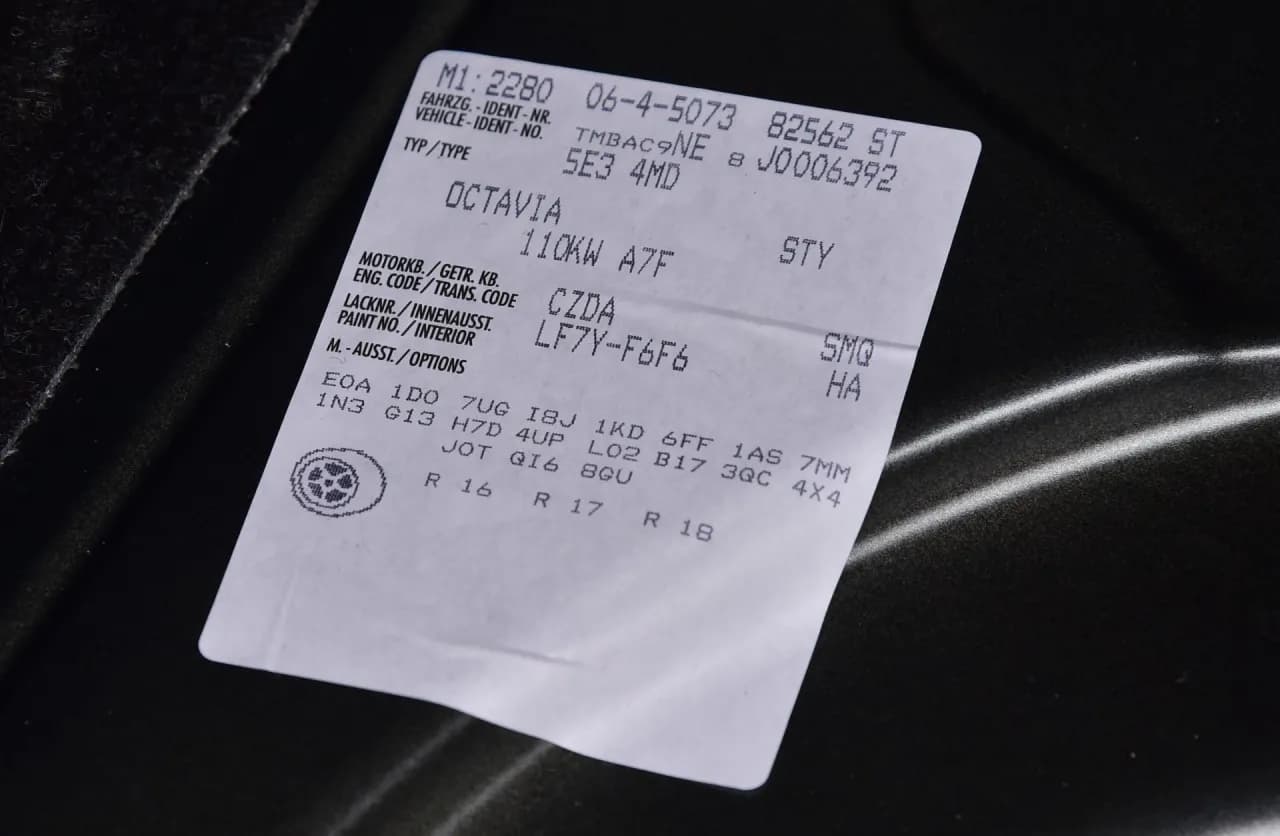 M1: 2280 06-4-5073 82562 ST
FAHRZG. - IDENT - NR.
VEHICLE - IDENT - NO. TMBAC9NE 8 J0006392
TYP / TYPE 5E3 4MD
OCTAVIA
110KW A7F STY
MOTORKB. / GETR. KB.
ENG. CODE / TRANS. CODE CZDA SMQ
LACKNR. / INNENAUSST.
PAINT NO. / INTERIOR LF7Y-F6F6 HA
M. - AUSST. / OPTIONS
E0A 1D0 7UG I8J 1KD 6FF 1AS 7MM
1N3 G13 H7D 4UP L02 B17 3QC 4X4
J0T QI6 8GU
R 16 R 17 R 18